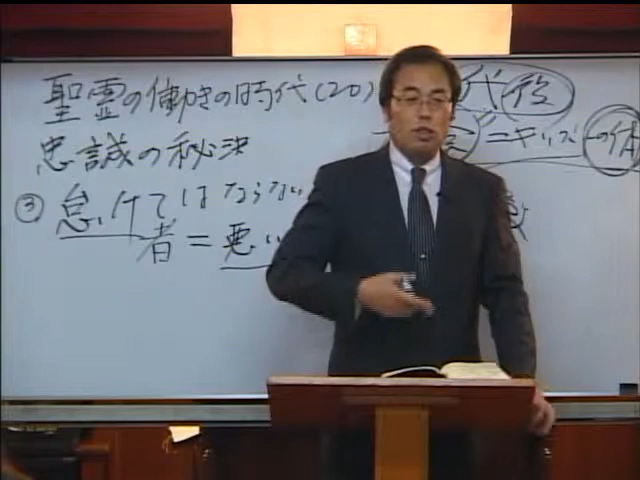 聖霊の働きの時代(20)
忠誠の秘決
③ 怠けてはならない
者 = 悪い
代
= キリスト の体